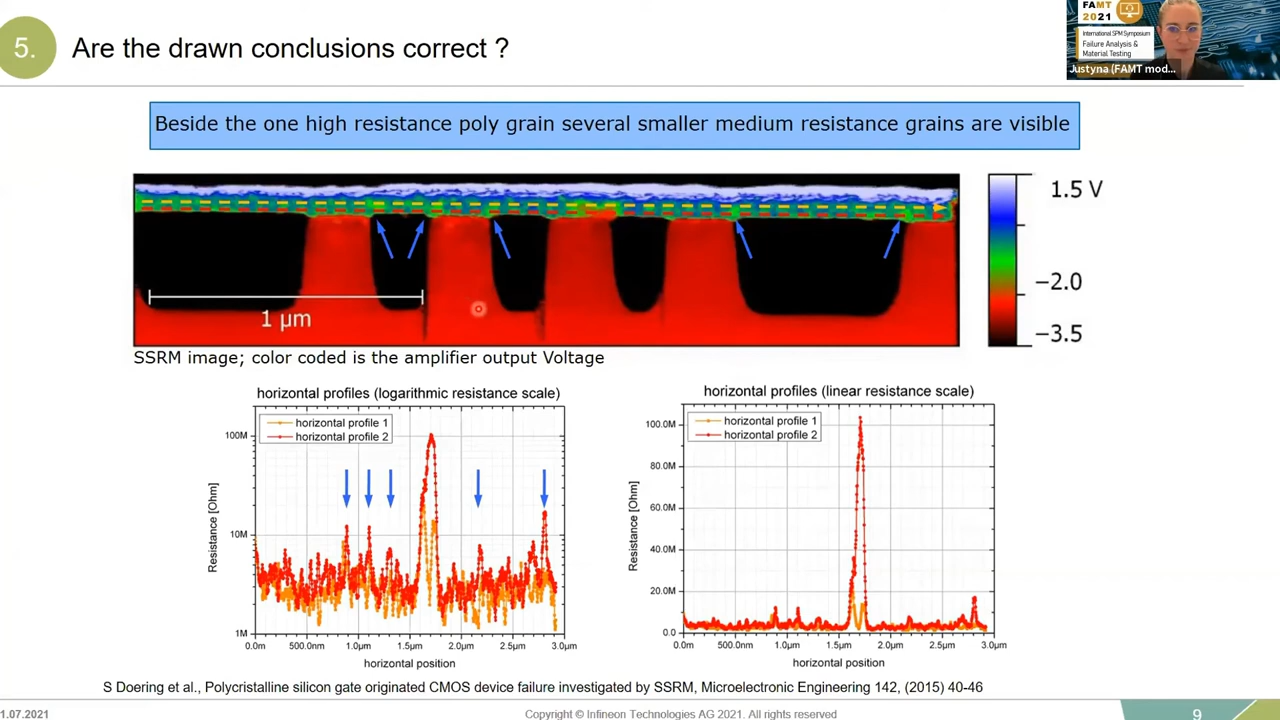 5.
Are the drawn conclusions correct ?
FAMT
2021
International SPM Symposium
Failure Analysis &
Material Testing
Justyna (FAMT mod...
Beside the one high resistance poly grain several smaller medium resistance grains are visible
1 µm
1.5 V
−2.0
−3.5
SSRM image; color coded is the amplifier output Voltage
horizontal profiles (logarithmic resistance scale)
horizontal profile 1
horizontal profile 2
100M
10M
1M
Resistance [Ohm]
0.0m 500.0nm 1.0µm 1.5µm 2.0µm 2.5µm 3.0µm
horizontal position
horizontal profiles (linear resistance scale)
horizontal profile 1
horizontal profile 2
100.0M
80.0M
60.0M
40.0M
20.0M
0.0
Resistance [Ohm]
0.0m 500.0nm 1.0µm 1.5µm 2.0µm 2.5µm 3.0µm
horizontal position
S Doering et al., Polycristalline silicon gate originated CMOS device failure investigated by SSRM, Microelectronic Engineering 142, (2015) 40-46
1.07.2021
Copyright © Infineon Technologies AG 2021. All rights reserved
9